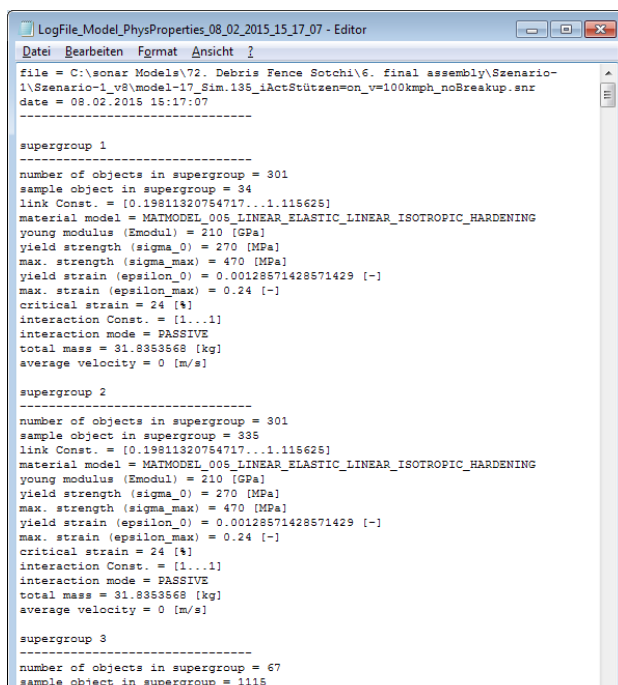 LogFile_Model_PhysProperties_08_02_2015_15_17_07 - Editor
Datei Bearbeiten Format Ansicht ?
file = C:\sonar Models\72. Debris Fence Sotchi\6. final assembly\Szenario-
1\Szenario-1_v8\model-17_Sim.135_iActStützen=on_v=100kmph_noBreakup.snr
date = 08.02.2015 15:17:07
--------------------------------
supergroup 1
--------------------------------
number of objects in supergroup = 301
sample object in supergroup = 34
link Const. = [0.19811320754717...1.115625]
material model = MATMODEL_005_LINEAR_ELASTIC_LINEAR_ISOTROPIC_HARDENING
young modulus (Emodul) = 210 [GPa]
yield strength (sigma_0) = 270 [MPa]
max. strength (sigma_max) = 470 [MPa]
yield strain (epsilon_0) = 0.00128571428571429 [-]
max. strain (epsilon_max) = 0.24 [-]
critical strain = 24 [%]
interaction Const. = [1...1]
interaction mode = PASSIVE
total mass = 31.8353568 [kg]
average velocity = 0 [m/s]
supergroup 2
--------------------------------
number of objects in supergroup = 301
sample object in supergroup = 335
link Const. = [0.19811320754717...1.115625]
material model = MATMODEL_005_LINEAR_ELASTIC_LINEAR_ISOTROPIC_HARDENING
young modulus (Emodul) = 210 [GPa]
yield strength (sigma_0) = 270 [MPa]
max. strength (sigma_max) = 470 [MPa]
yield strain (epsilon_0) = 0.00128571428571429 [-]
max. strain (epsilon_max) = 0.24 [-]
critical strain = 24 [%]
interaction Const. = [1...1]
interaction mode = PASSIVE
total mass = 31.8353568 [kg]
average velocity = 0 [m/s]
supergroup 3
--------------------------------
number of objects in supergroup = 67
sample object in supergroup = 1115